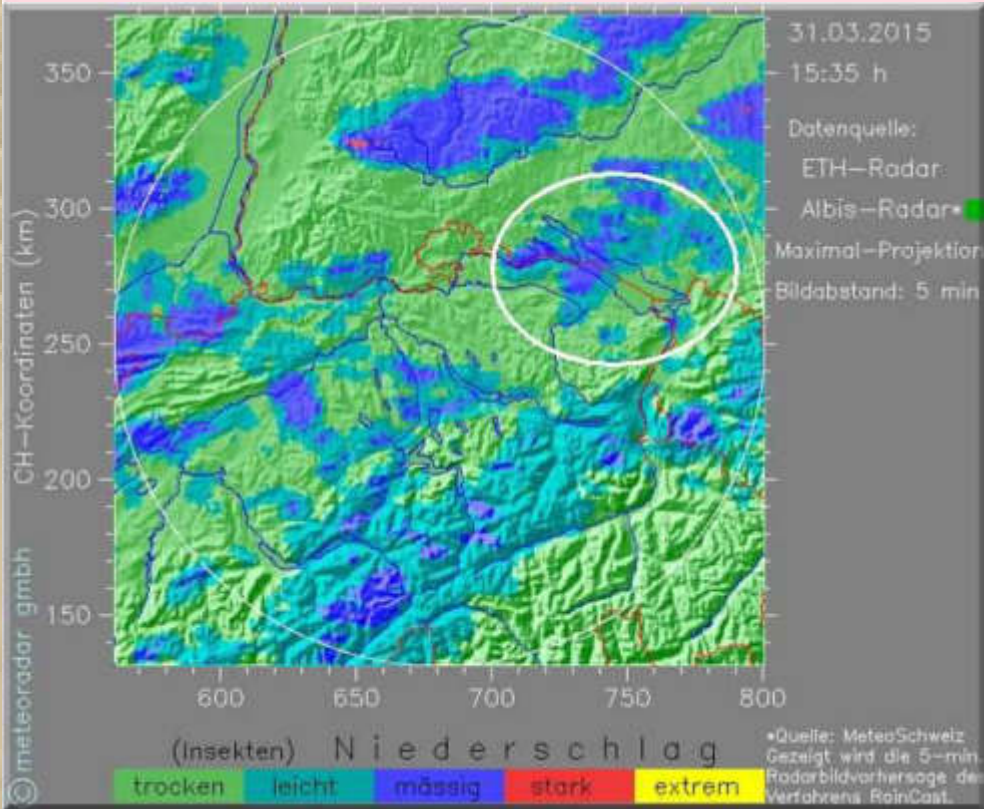 31.03.2015
15:35 h
Datenquelle:
ETH-Radar
Albis-Radar*
Maximal-Projektion
Bildabstand: 5 min
CH-Koordinaten (km)
350
300
250
200
150
600 650 700 750 800
© meteoradar gmbh
(Insekten) Niederschlag
trocken leicht mässig stark extrem
*Quelle: MeteoSchweiz
Gezeigt wird die 5-min.
Radarbildvorhersage des
Verfahrens RainCast.